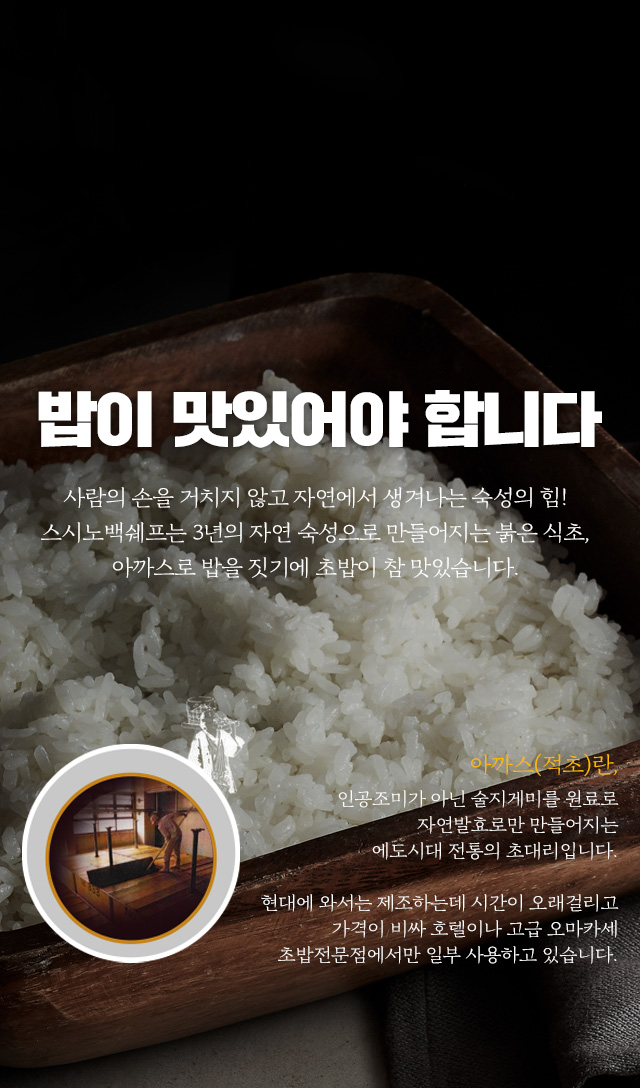 밥이 맛있어야 합니다
사람의 손을 거치지 않고 자연에서 생겨나는 숙성의 힘!
스시노백쉐프는 3년의 자연 숙성으로 만들어지는 붉은 식초,
아까스로 밥을 짓기에 초밥이 참 맛있습니다.
아까스(적초)란,
인공조미가 아닌 술지게미를 원료로
자연발효로만 만들어지는
에도시대 전통의 초대리입니다.
현대에 와서는 제조하는데 시간이 오래걸리고
가격이 비싸 호텔이나 고급 오마카세
초밥전문점에서만 일부 사용하고 있습니다.